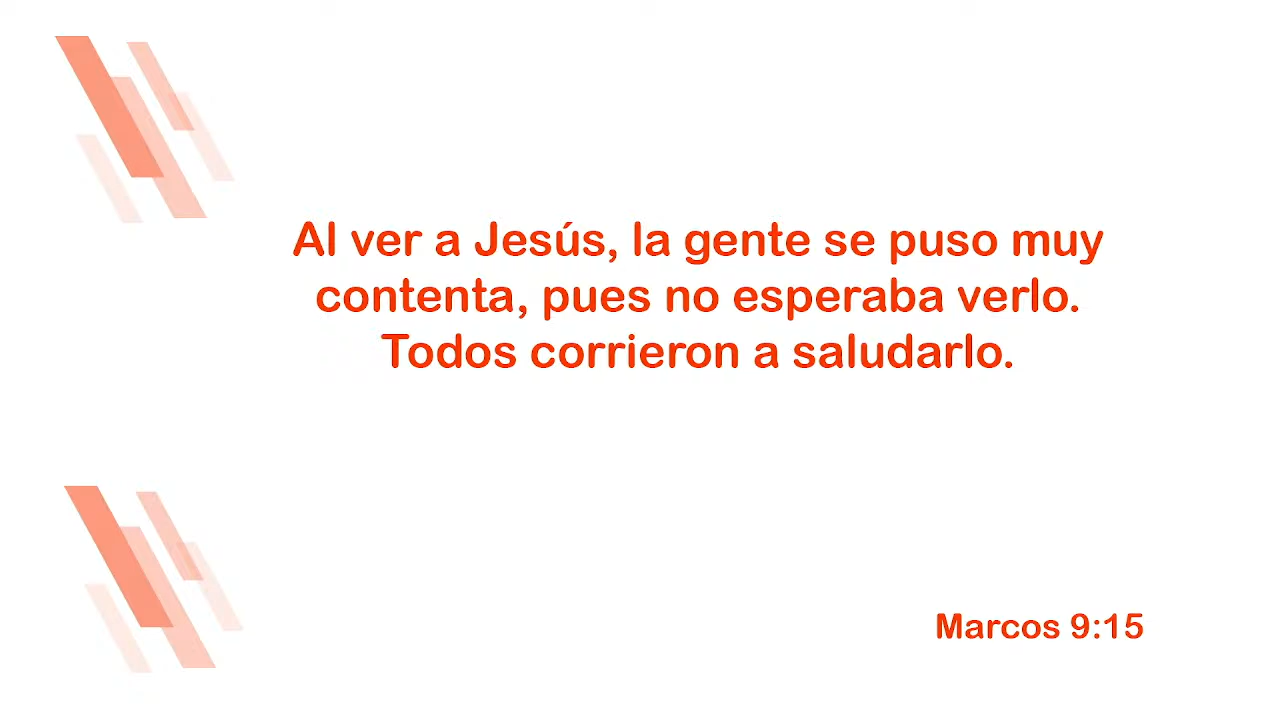 Al ver a Jesús, la gente se puso muy
contenta, pues no esperaba verlo.
Todos corrieron a saludarlo.
Marcos 9:15